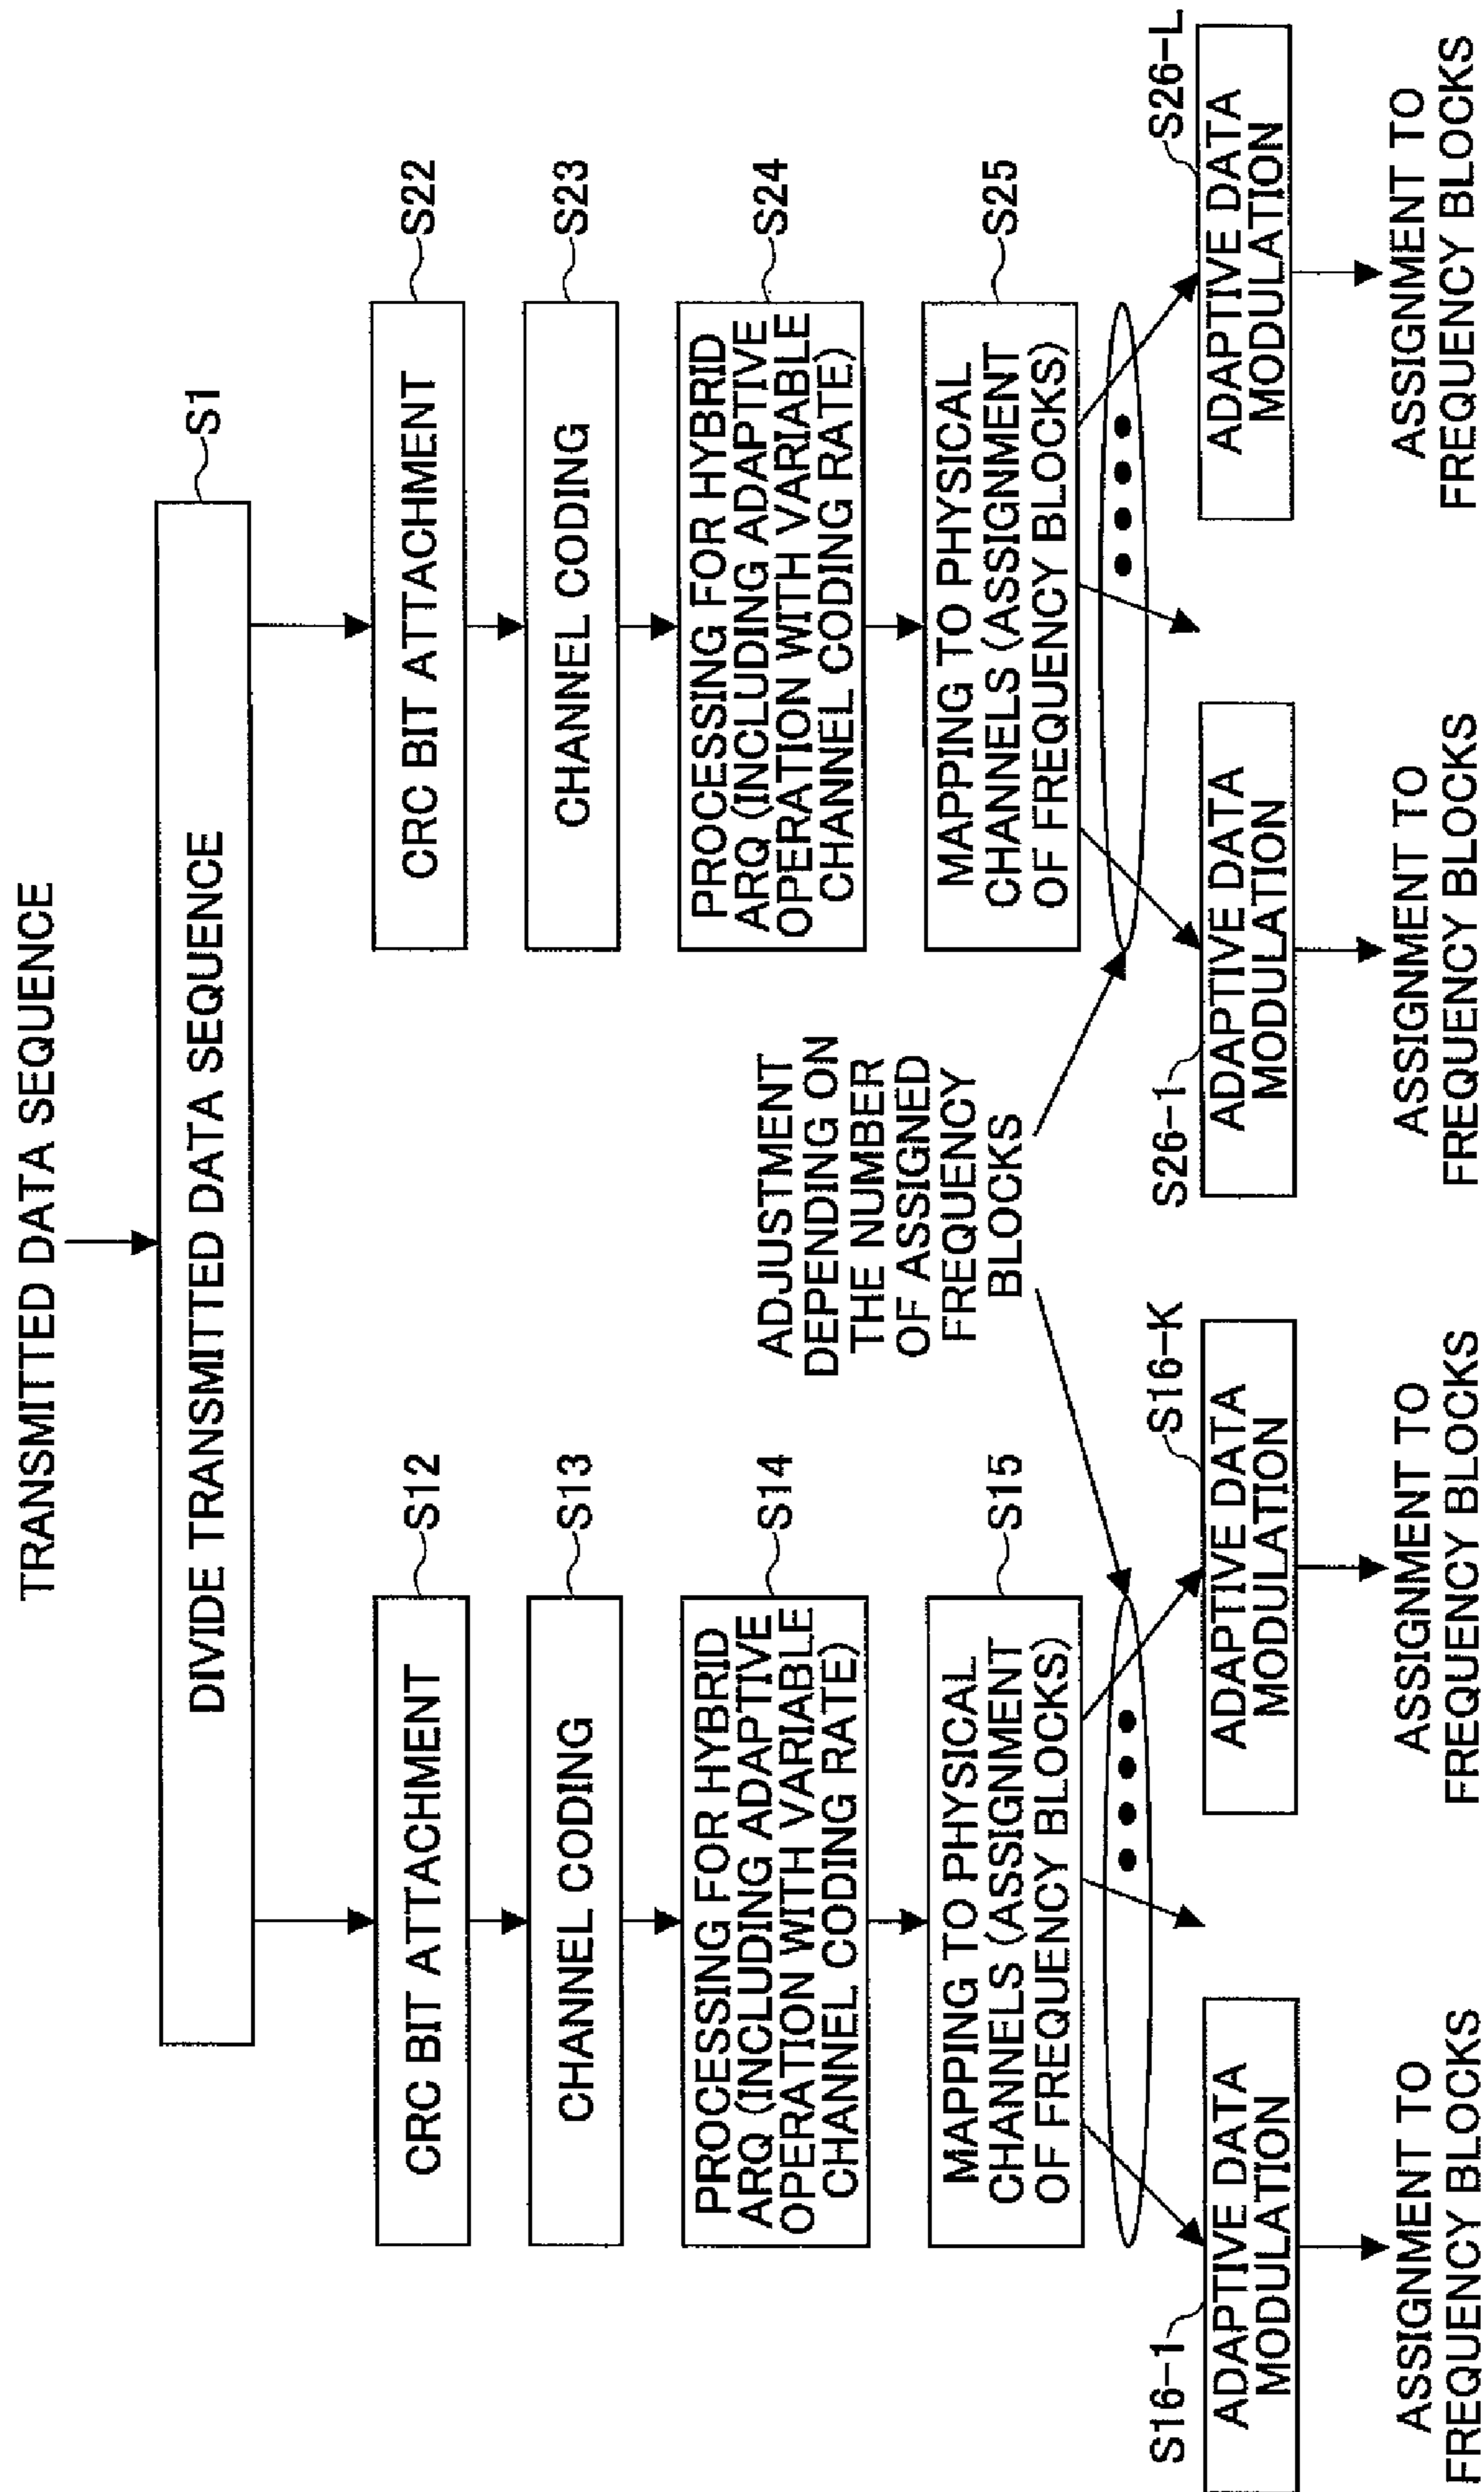 TRANSMITTED DATA SEQUENCE
DIVIDE TRANSMITTED DATA SEQUENCE
S1
CRC BIT ATTACHMENT
S12
CHANNEL CODING
S13
PROCESSING FOR HYBRID
ARQ (INCLUDING ADAPTIVE
OPERATION WITH VARIABLE
CHANNEL CODING RATE)
S14
MAPPING TO PHYSICAL
CHANNELS (ASSIGNMENT
OF FREQUENCY BLOCKS)
S15
CRC BIT ATTACHMENT
S22
CHANNEL CODING
S23
PROCESSING FOR HYBRID
ARQ (INCLUDING ADAPTIVE
OPERATION WITH VARIABLE
CHANNEL CODING RATE)
S24
MAPPING TO PHYSICAL
CHANNELS (ASSIGNMENT
OF FREQUENCY BLOCKS)
S25
ADJUSTMENT
DEPENDING ON
THE NUMBER
OF ASSIGNED
FREQUENCY
BLOCKS
S16-1
ADAPTIVE DATA
MODULATION
ASSIGNMENT TO
FREQUENCY BLOCKS
S16-K
ADAPTIVE DATA
MODULATION
ASSIGNMENT TO
FREQUENCY BLOCKS
S26-1
ADAPTIVE DATA
MODULATION
ASSIGNMENT TO
FREQUENCY BLOCKS
S26-L
ADAPTIVE DATA
MODULATION
ASSIGNMENT TO
FREQUENCY BLOCKS